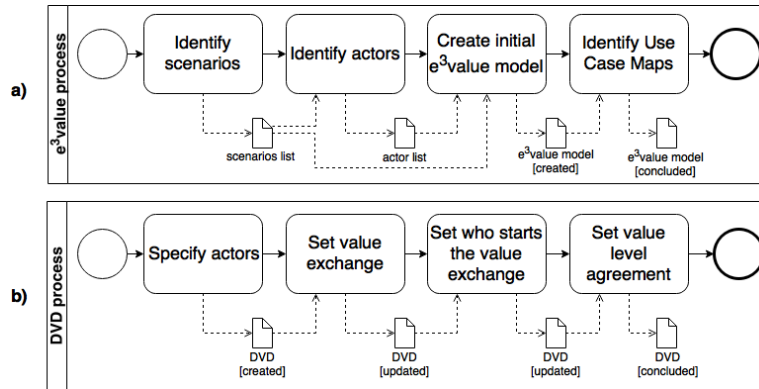 a)
e³value process
Identify
scenarios
Identify actors
Create initial
e³value model
Identify Use
Case Maps
scenarios list
actor list
e³value model
[created]
e³value model
[concluded]
b)
DVD process
Specify actors
Set value
exchange
Set who starts
the value
exchange
Set value
level
agreement
DVD
[created]
DVD
[updated]
DVD
[updated]
DVD
[concluded]